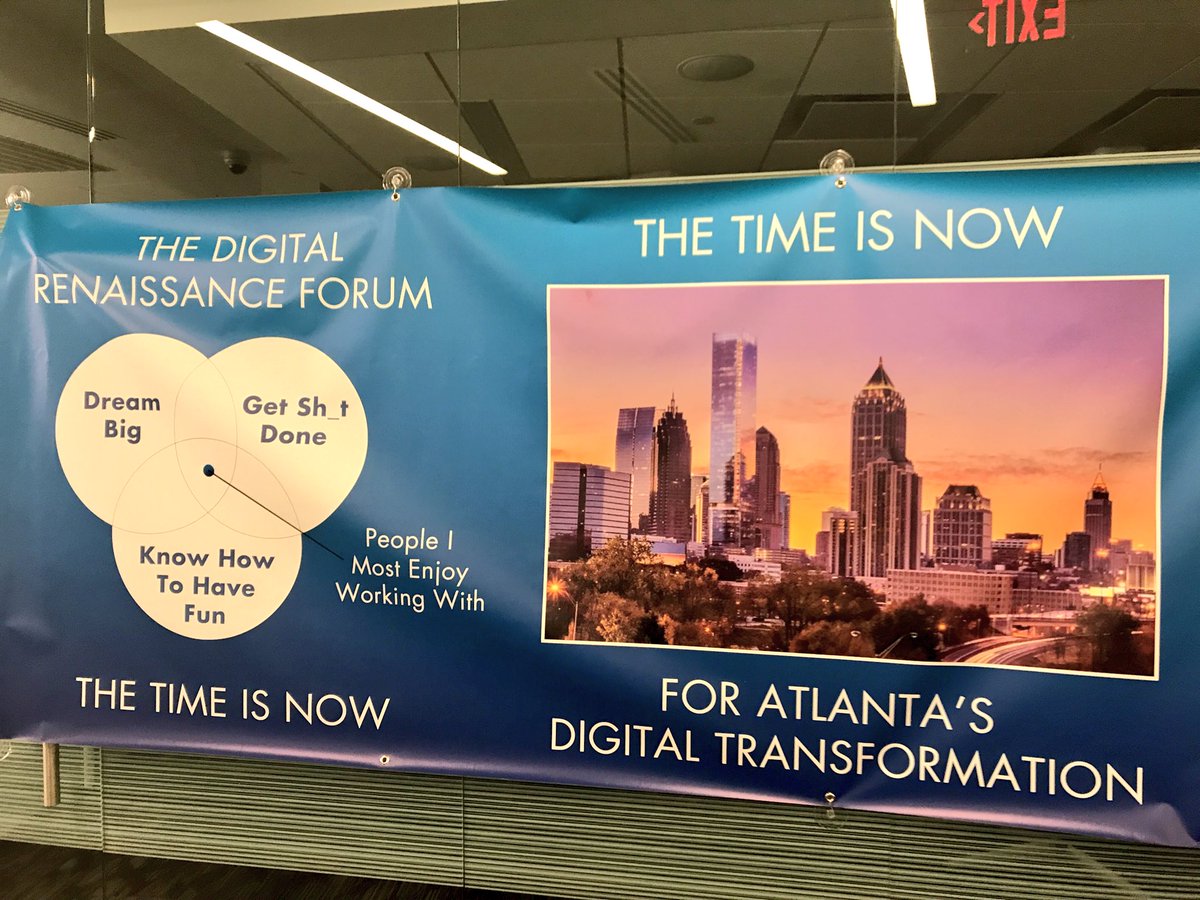 EXIT
THE DIGITAL
RENAISSANCE FORUM
Dream
Big
Get Sh_t
Done
Know How
To Have
Fun
People I
Most Enjoy
Working With
THE TIME IS NOW
THE TIME IS NOW
FOR ATLANTA'S
DIGITAL TRANSFORMATION